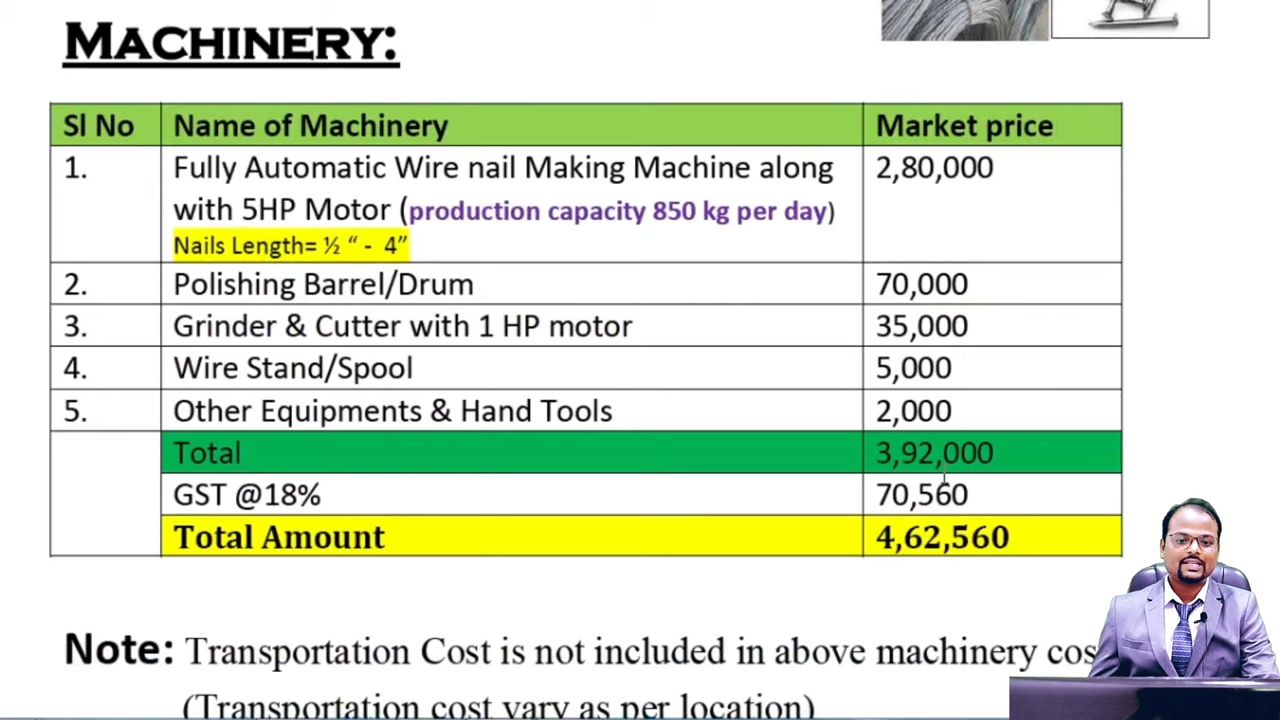 MACHINERY:
Sl No Name of Machinery Market price
1. Fully Automatic Wire nail Making Machine along 2,80,000
with 5HP Motor (production capacity 850 kg per day)
Nails Length= ½ “ - 4”
2. Polishing Barrel/Drum 70,000
3. Grinder & Cutter with 1 HP motor 35,000
4. Wire Stand/Spool 5,000
5. Other Equipments & Hand Tools 2,000
Total 3,92,000
GST @18% 70,560
Total Amount 4,62,560
Note: Transportation Cost is not included in above machinery cos
(Transportation cost vary as per location)